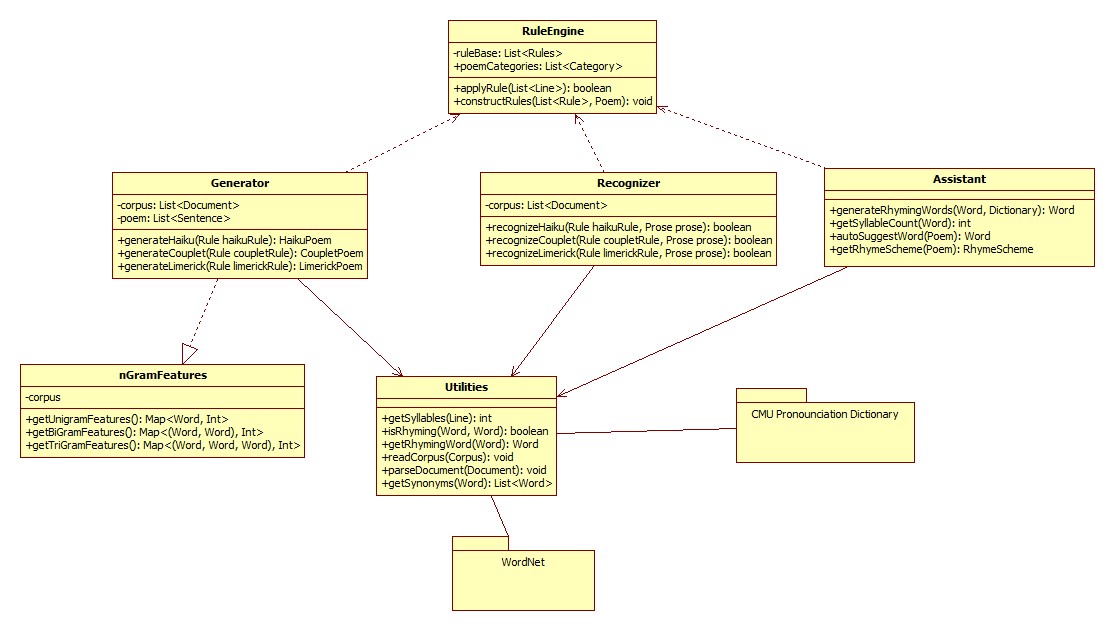 RuleEngine
-ruleBase: List<Rules>
+poemCategories: List<Category>
+applyRule(List<Line>): boolean
+constructRules(List<Rule>, Poem): void
Generator
-corpus: List<Document>
-poem: List<Sentence>
+generateHaiku(Rule haikuRule): HaikuPoem
+generateCouplet(Rule coupletRule): CoupletPoem
+generateLimerick(Rule limerickRule): LimerickPoem
Recognizer
-corpus: List<Document>
+recognizeHaiku(Rule haikuRule, Prose prose): boolean
+recognizeCouplet(Rule coupletRule, Prose prose): boolean
+recognizeLimerick(Rule limerickRule, Prose prose): boolean
Assistant
+generateRhymingWords(Word, Dictionary): Word
+getSyllableCount(Word): int
+autoSuggestWord(Poem): Word
+getRhymeScheme(Poem): RhymeScheme
nGramFeatures
-corpus
+getUnigramFeatures(): Map<Word, Int>
+getBiGramFeatures(): Map<(Word, Word), Int>
+getTriGramFeatures(): Map<(Word, Word, Word), Int>
Utilities
+getSyllables(Line): int
+isRhyming(Word, Word): boolean
+getRhymingWord(Word): Word
+readCorpus(Corpus): void
+parseDocument(Document): void
+getSynonyms(Word): List<Word>
CMU Pronounciation Dictionary
WordNet